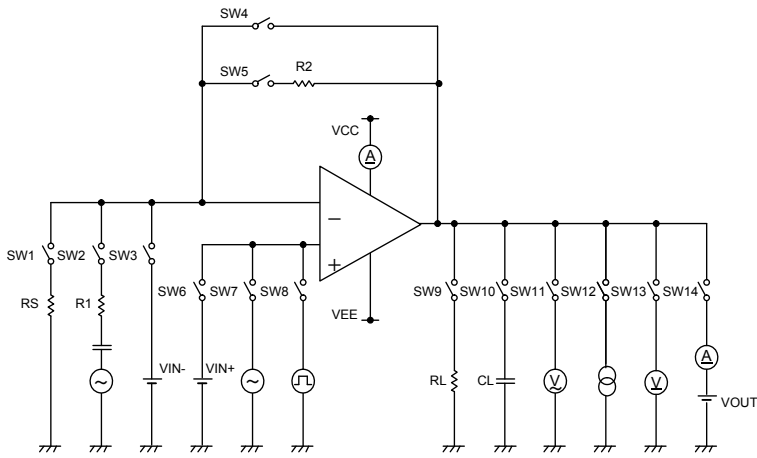 SW4
SW5 R2
VCC
A
−
+
SW1 SW2 SW3
SW6 SW7 SW8
SW9 SW10 SW11 SW12 SW13 SW14
RS R1
VEE
VIN- VIN+
RL CL
A
V V
VOUT